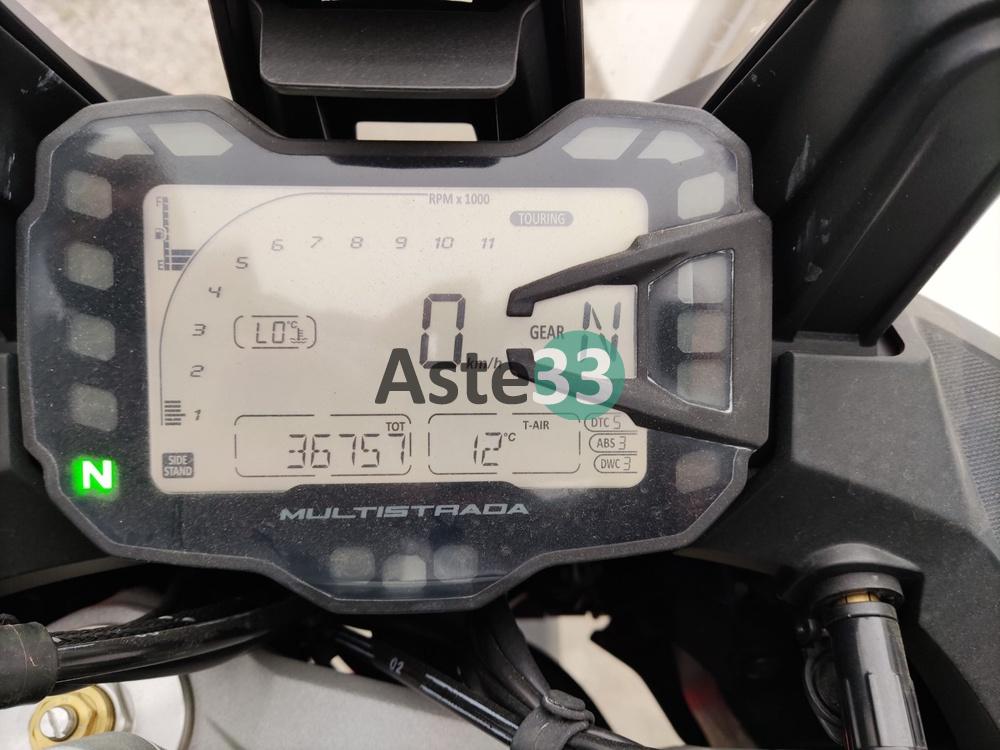 RPM x 1000
F
TOURING
6 7 8 9 10 11
5
E
4
3
LO °C
0
GEAR N
km/h
2
Aste33
1
TOT
T-AIR
DTC 5
36757
12 °C
ABS 3
SIDE
STAND
DWC 3
N
MULTISTRADA
02